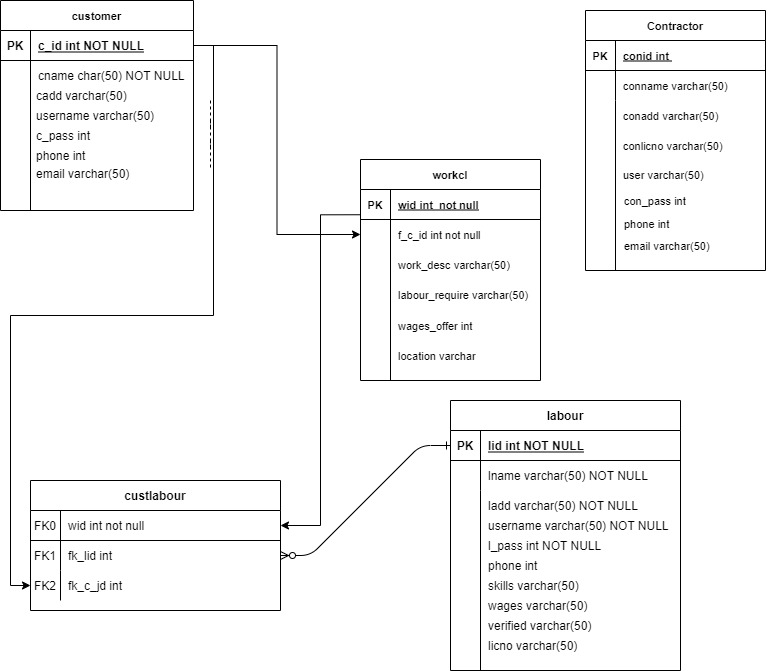 customer
PK c_id int NOT NULL
cname char(50) NOT NULL
cadd varchar(50)
username varchar(50)
c_pass int
phone int
email varchar(50)
Contractor
PK conid int
conname varchar(50)
conadd varchar(50)
conlicno varchar(50)
user varchar(50)
con_pass int
phone int
email varchar(50)
workcl
PK wid int not null
f_c_id int not null
work_desc varchar(50)
labour_require varchar(50)
wages_offer int
location varchar
labour
PK lid int NOT NULL
lname varchar(50) NOT NULL
ladd varchar(50) NOT NULL
username varchar(50) NOT NULL
l_pass int NOT NULL
phone int
skills varchar(50)
wages varchar(50)
verified varchar(50)
licno varchar(50)
custlabour
FK0 wid int not null
FK1 fk_lid int
FK2 fk_c_jd int